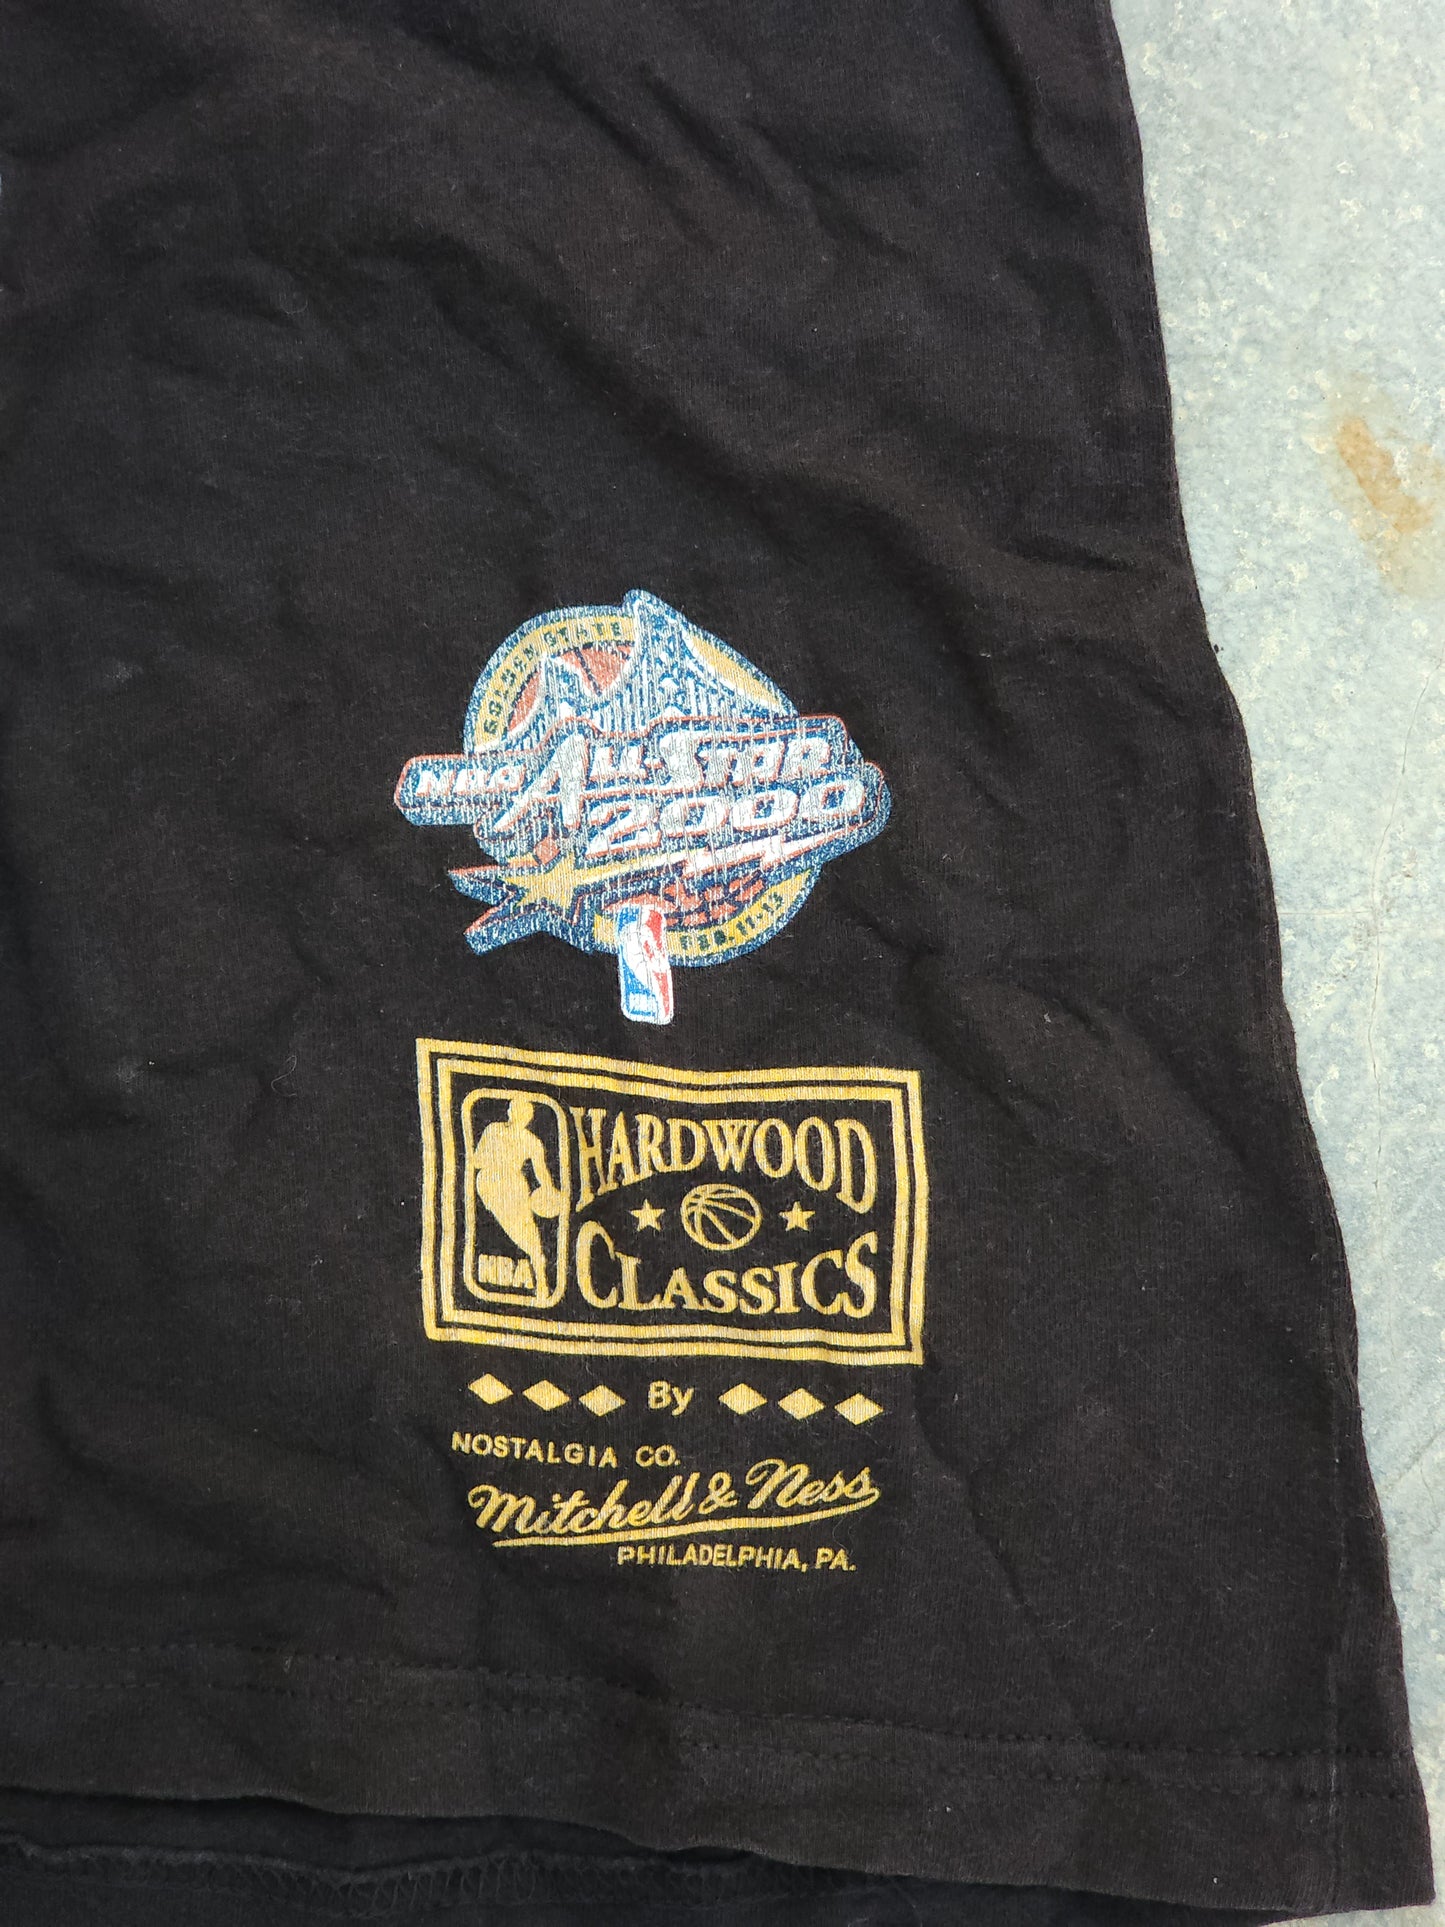 GOLDEN STATE
NBA ALL-STAR
2000
FEB. 11-13
NBA
HARDWOOD
CLASSICS
NBA
By
NOSTALGIA CO.
Mitchell & Ness
PHILADELPHIA, PA.